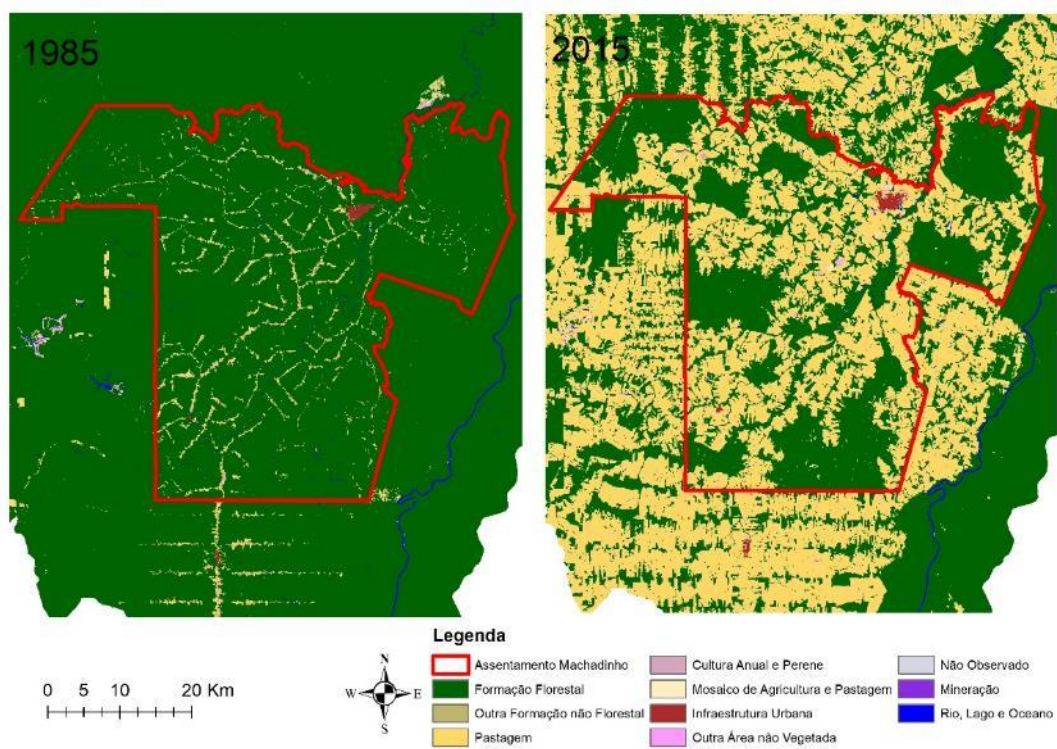 1985
2015
Legenda
Assentamento Machadinho
Formação Florestal
Outra Formação não Florestal
Pastagem
Cultura Anual e Perene
Mosaico de Agricultura e Pastagem
Infraestrutura Urbana
Outra Área não Vegetada
Não Observado
Mineração
Rio, Lago e Oceano
N
W E
S
0 5 10 20 Km